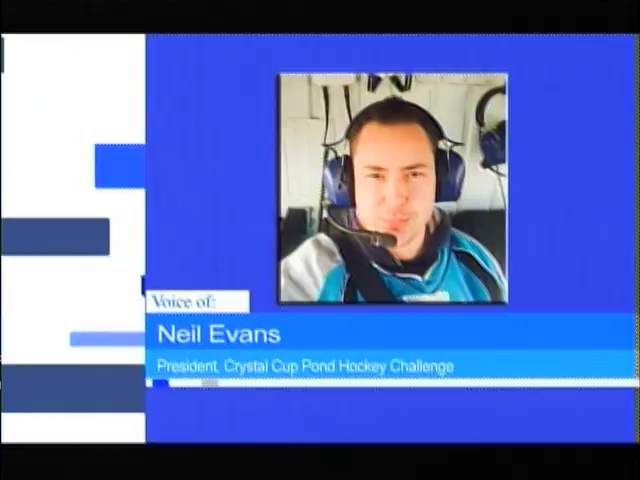 Voice of:
Neil Evans
President, Crystal Cup Pond Hockey Challenge